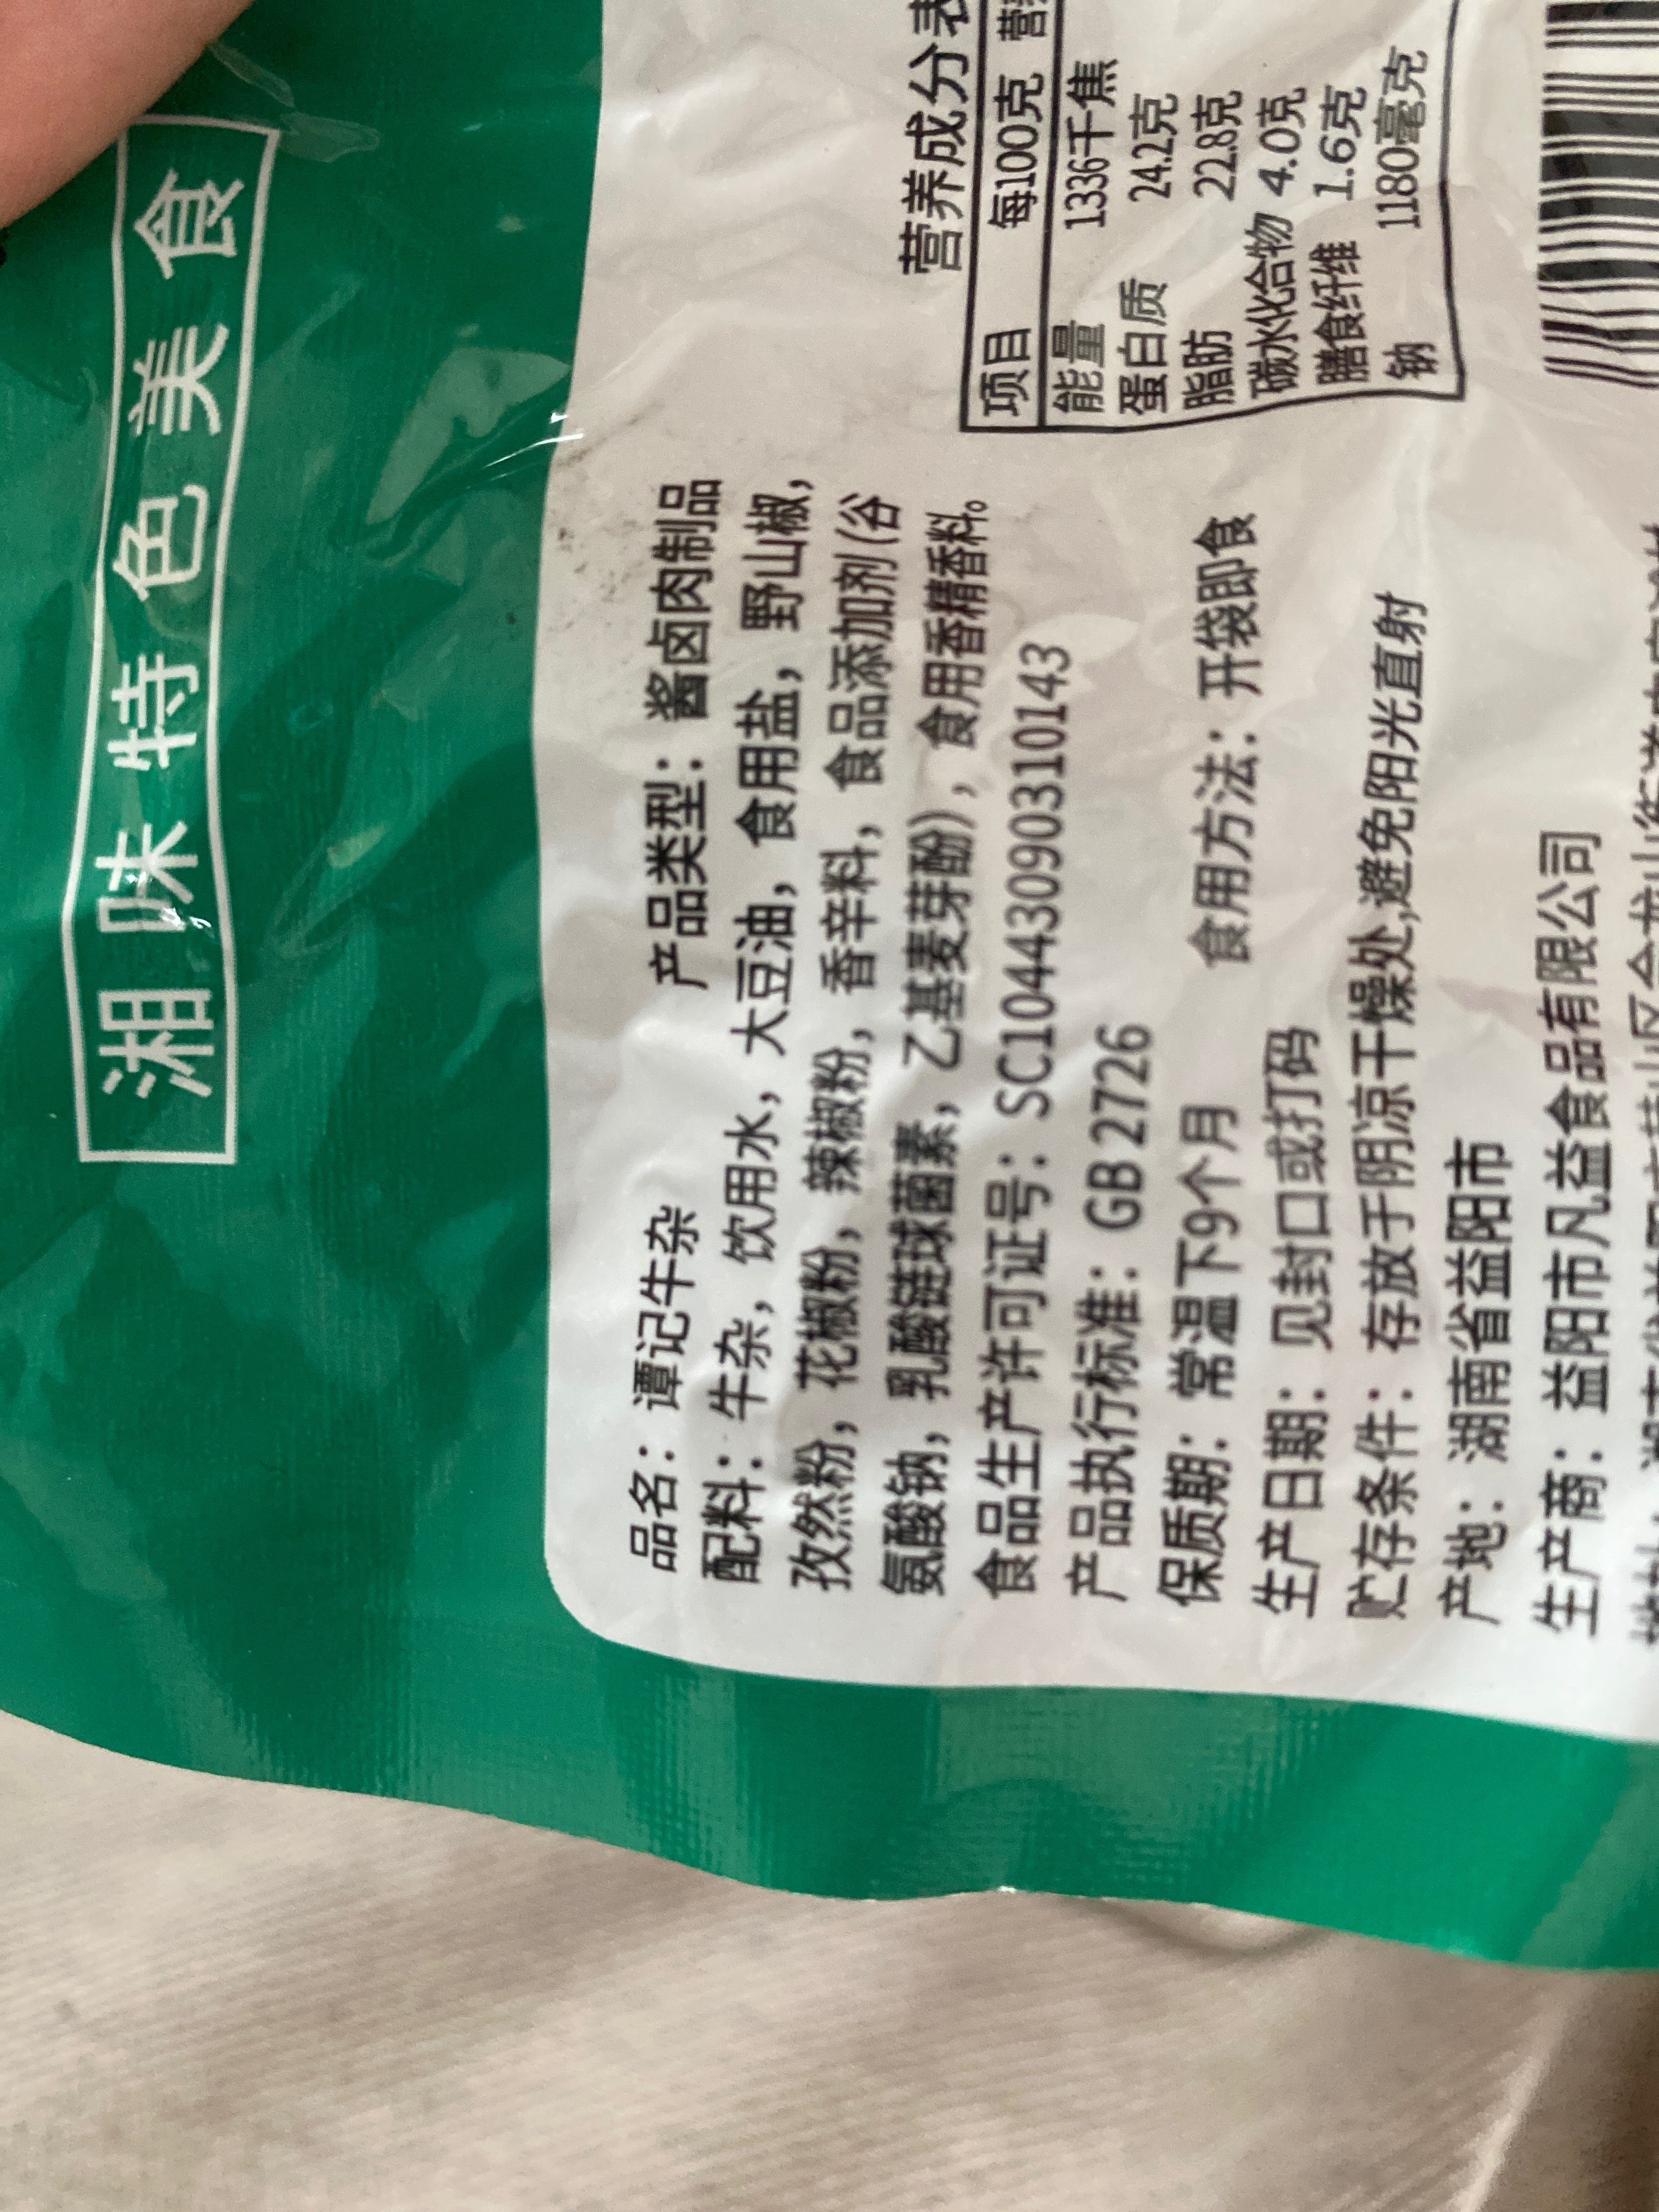 湘味特色美食
品名：谭记牛杂 产品类型：酱卤肉制品
配料：牛杂，饮用水，大豆油，食用盐，野山椒，
孜然粉，花椒粉，辣椒粉，香辛料，食品添加剂(谷
氨酸钠，乳酸链球菌素，乙基麦芽酚)，食用香精香料。
食品生产许可证号：SC10443090310143
产品执行标准：GB 2726
保质期：常温下9个月 食用方法：开袋即食
生产日期：见封口或打码
贮存条件：存放于阴凉干燥处,避免阳光直射
产地：湖南省益阳市
生产商：益阳市凡益食品有限公司
营养成分表
项目 每100克
能量 1336千焦
蛋白质 24.2克
脂肪 22.8克
碳水化合物 4.0克
膳食纤维 1.6克
钠 1180毫克